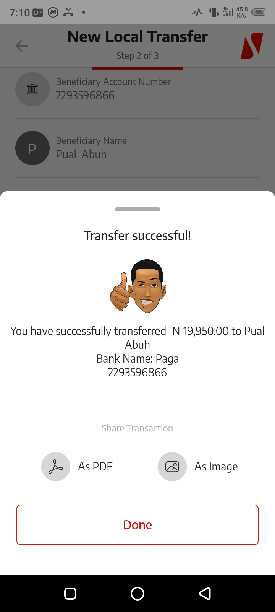 7:10
New Local Transfer
Step 2 of 3
Beneficiary Account Number
2293596866
P
Beneficiary Name
Pual Abuh
Transfer successful!
You have successfully transferred N 19,950.00 to Pual
Abuh
Bank Name: Paga
2293596866
Share Transaction
As PDF
As Image
Done